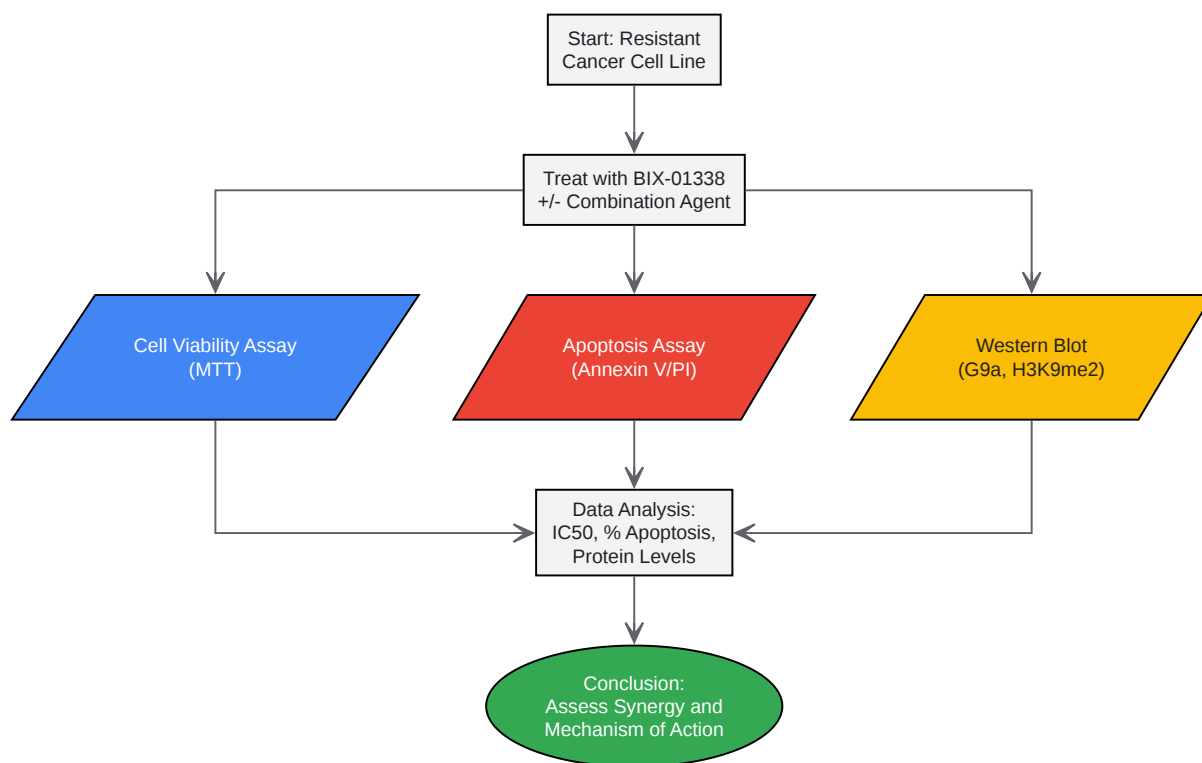 Start: Resistant
Cancer Cell Line
Treat with BIX-01338
+/- Combination Agent
Cell Viability Assay
(MTT)
Apoptosis Assay
(Annexin V/PI)
Western Blot
(G9a, H3K9me2)
Data Analysis:
IC50, % Apoptosis,
Protein Levels
Conclusion:
Assess Synergy and
Mechanism of Action